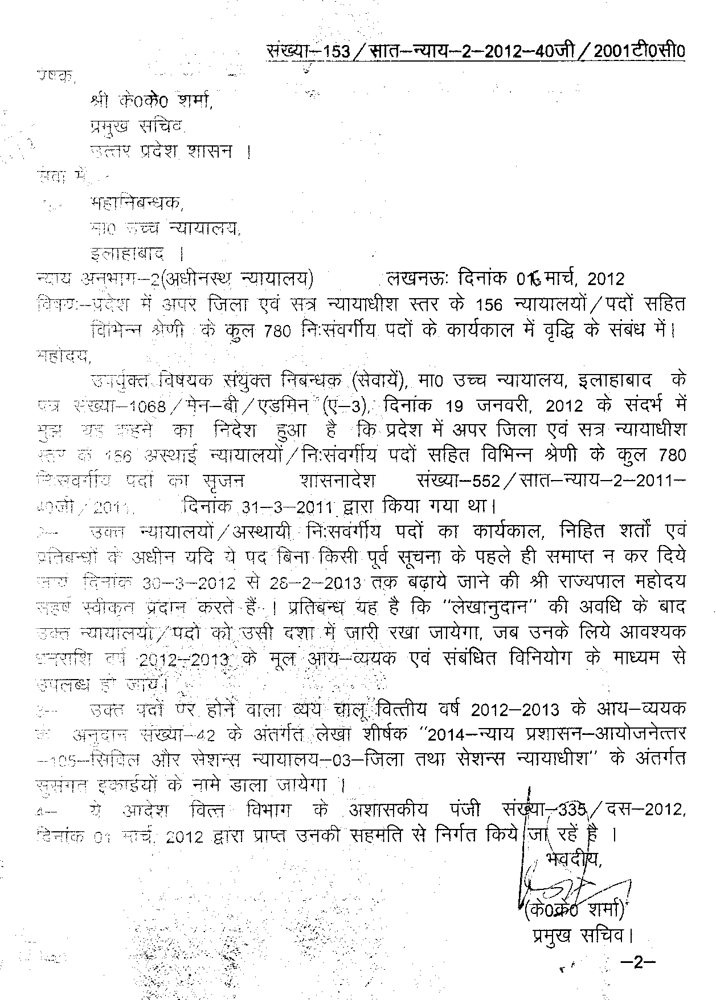 संख्या–153/सात–न्याय–2–2012–40जी/2001टी0सी0
प्रेषक,
श्री के0के0 शर्मा,
प्रमुख सचिव,
उत्तर प्रदेश शासन ।
सेवा में,
महानिबन्धक,
मा0 उच्च न्यायालय,
इलाहाबाद ।
न्याय अनुभाग–2(अधीनस्थ न्यायालय) लखनऊः दिनांक 016 मार्च, 2012
विषयः–प्रदेश में अपर जिला एवं सत्र न्यायाधीश स्तर के 156 न्यायालयों/पदों सहित
विभिन्न श्रेणी के कुल 780 निःसंवर्गीय पदों के कार्यकाल में वृद्धि के संबंध में।
महोदय,
उपर्युक्त विषयक संयुक्त निबन्धक (सेवायें), मा0 उच्च न्यायालय, इलाहाबाद के
पत्र संख्या–1068/मेन–बी/एडमिन (ए–3), दिनांक 19 जनवरी, 2012 के संदर्भ में
मुझे यह कहने का निदेश हुआ है कि प्रदेश में अपर जिला एवं सत्र न्यायाधीश
स्तर के 156 अस्थाई न्यायालयों/निःसंवर्गीय पदों सहित विभिन्न श्रेणी के कुल 780
निःसंवर्गीय पदों का सृजन शासनादेश संख्या–552/सात–न्याय–2–2011–
40जी/2011, दिनांक 31–3–2011 द्वारा किया गया था।
2– उक्त न्यायालयों/अस्थायी निःसवर्गीय पदों का कार्यकाल, निहित शर्तों एवं
प्रतिबन्धों के अधीन यदि ये पद बिना किसी पूर्व सूचना के पहले ही समाप्त न कर दिये
जायें दिनांक 30–3–2012 से 28–2–2013 तक बढ़ाये जाने की श्री राज्यपाल महोदय
सहर्ष स्वीकृत प्रदान करते हैं । प्रतिबन्ध यह है कि "लेखानुदान" की अवधि के बाद
उक्त न्यायालयों/पदों को उसी दशा में जारी रखा जायेगा, जब उनके लिये आवश्यक
धनराशि वर्ष 2012–2013 के मूल आय–व्ययक एवं संबंधित विनियोग के माध्यम से
उपलब्ध हो जाय।
3– उक्त पदों पर होने वाला व्यय चालू वित्तीय वर्ष 2012–2013 के आय–व्ययक
के अनुदान संख्या–42 के अंतर्गत लेखा शीर्षक "2014–न्याय प्रशासन–आयोजनेत्तर
–105–सिविल और सेशन्स न्यायालय–03–जिला तथा सेशन्स न्यायाधीश" के अंतर्गत
सुसंगत इकाईयों के नामे डाला जायेगा ।
4– ये आदेश वित्त विभाग के अशासकीय पंजी संख्या–335/दस–2012,
दिनांक 01 मार्च, 2012 द्वारा प्राप्त उनकी सहमति से निर्गत किये जा रहें है ।
भवदीय,
(के0के0 शर्मा)
प्रमुख सचिव।
–2–